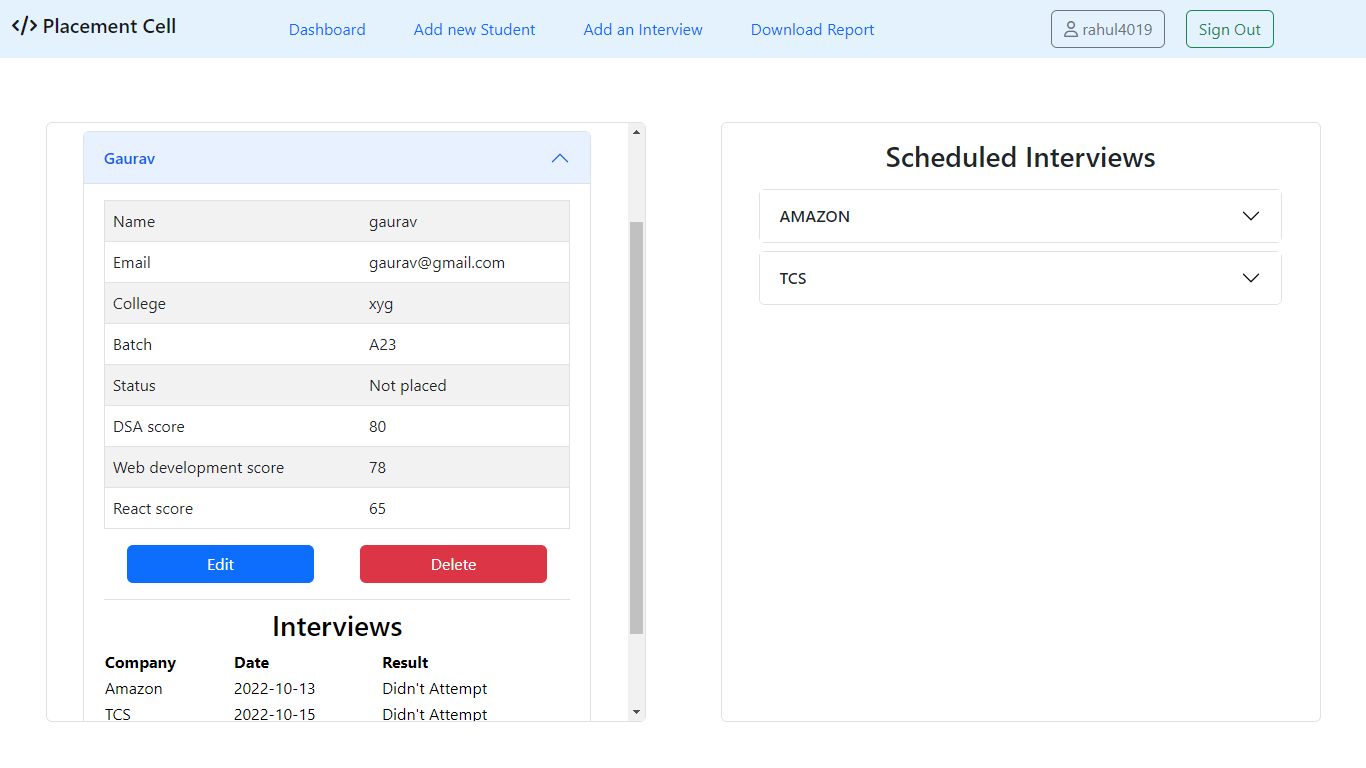 </> Placement Cell Dashboard Add new Student Add an Interview Download Report rahul4019 Sign Out
Gaurav
Name gaurav
Email gaurav@gmail.com
College xyg
Batch A23
Status Not placed
DSA score 80
Web development score 78
React score 65
Edit Delete
Interviews
Company Date Result
Amazon 2022-10-13 Didn't Attempt
TCS 2022-10-15 Didn't Attempt
Scheduled Interviews
AMAZON
TCS